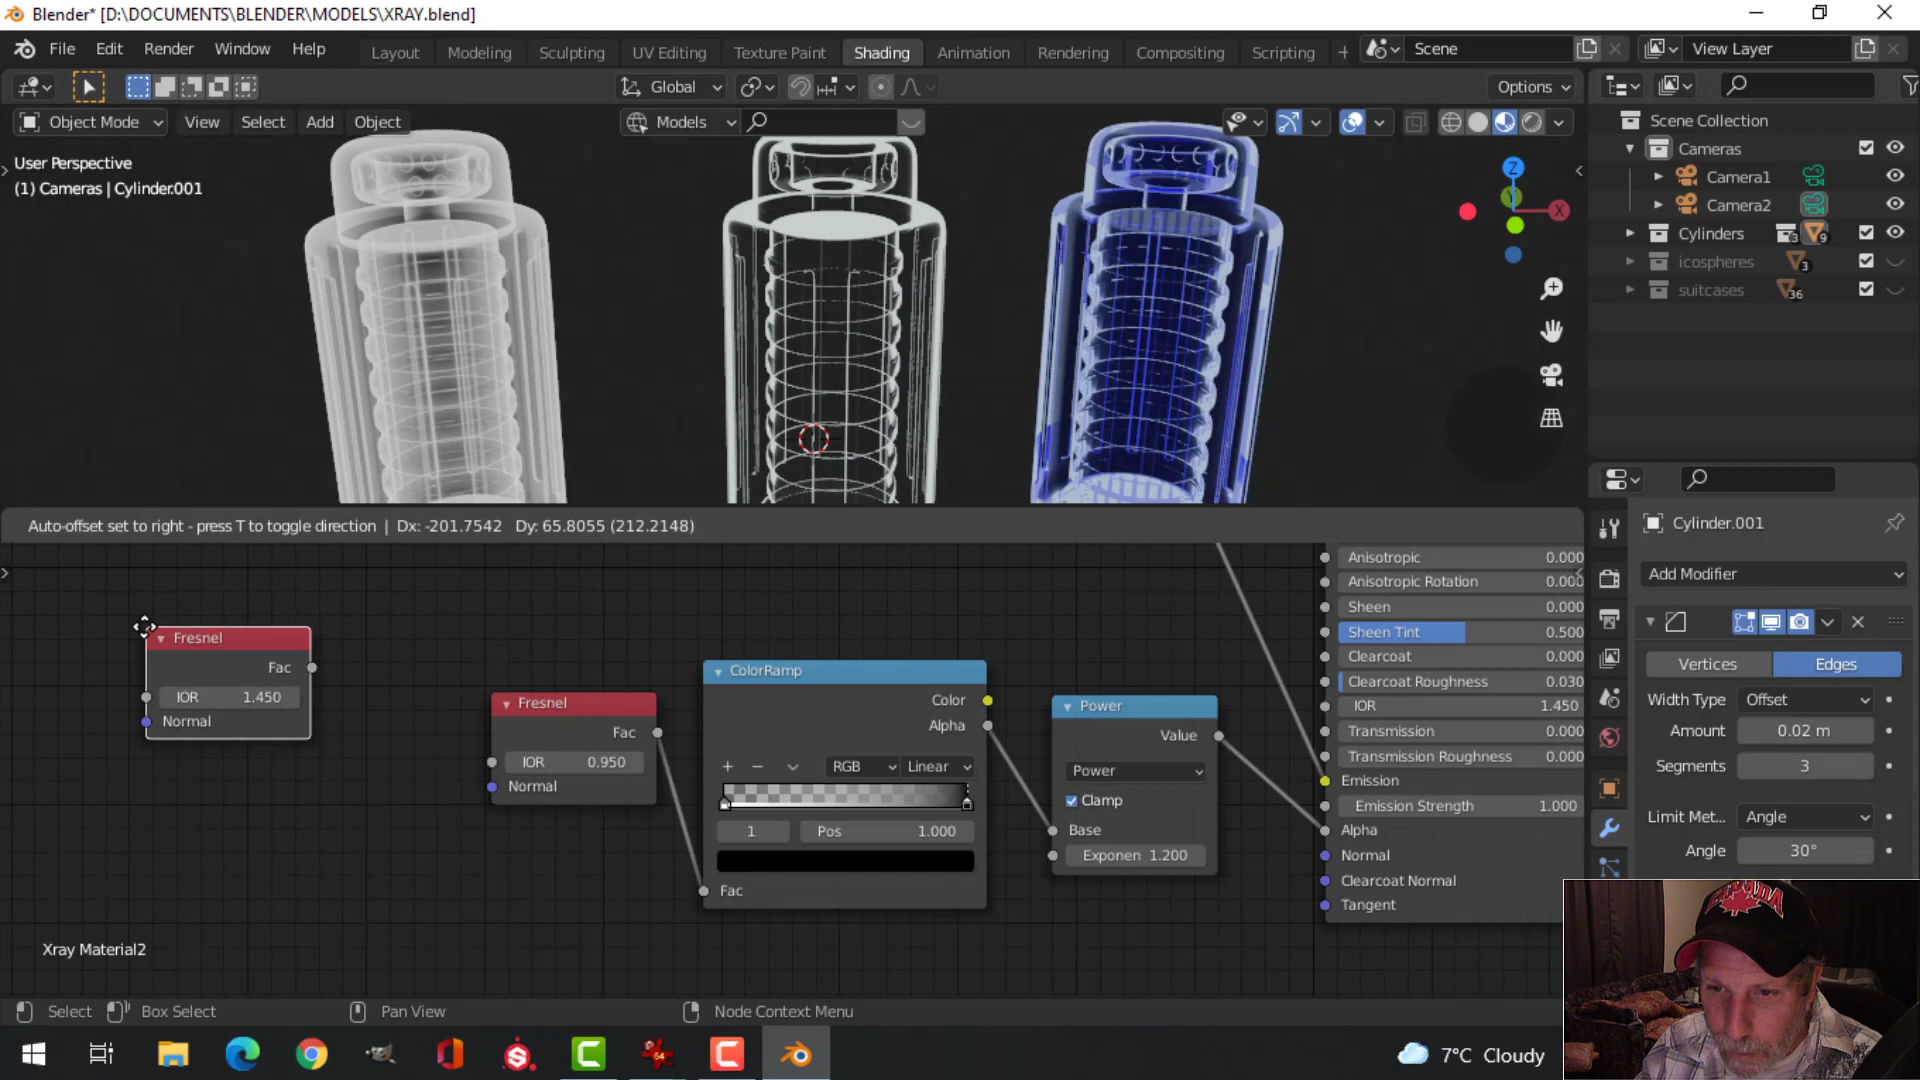 Blender* [D:\DOCUMENTS\BLENDER\MODELS\XRAY.blend]
File Edit Render Window Help
Layout Modeling Sculpting UV Editing Texture Paint Shading Animation Rendering Compositing Scripting +
Scene
View Layer
Global
Options
Object Mode View Select Add Object
Models
User Perspective
(1) Cameras | Cylinder.001
Z
X
Scene Collection
Cameras
Camera1
Camera2
Cylinders 3 9
icospheres 3
suitcases 36
Auto-offset set to right - press T to toggle direction | Dx: -201.7542 Dy: 65.8055 (212.2148)
Fresnel
Fac
IOR 1.450
Normal
Fresnel
Fac
IOR 0.950
Normal
ColorRamp
Color
Alpha
+ − RGB Linear
1 Pos 1.000
Fac
Power
Value
Power
Clamp
Base
Exponen 1.200
Anisotropic 0.000
Anisotropic Rotation 0.000
Sheen 0.000
Sheen Tint 0.500
Clearcoat 0.000
Clearcoat Roughness 0.030
IOR 1.450
Transmission 0.000
Transmission Roughness 0.000
Emission
Emission Strength 1.000
Alpha
Normal
Clearcoat Normal
Tangent
Cylinder.001
Add Modifier
Vertices Edges
Width Type Offset
Amount 0.02 m
Segments 3
Limit Met... Angle
Angle 30°
Xray Material2
Select Box Select Pan View Node Context Menu
7°C Cloudy